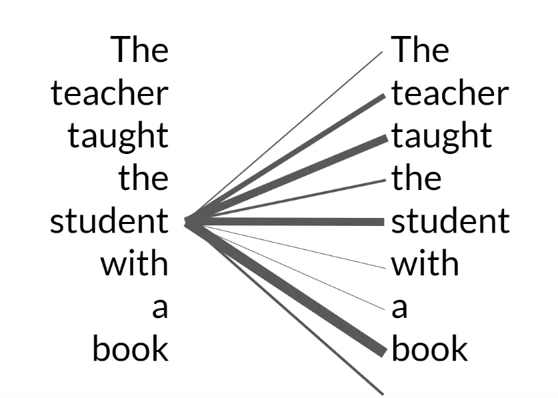 The The
teacher teacher
taught taught
the the
student student
with with
a a
book book